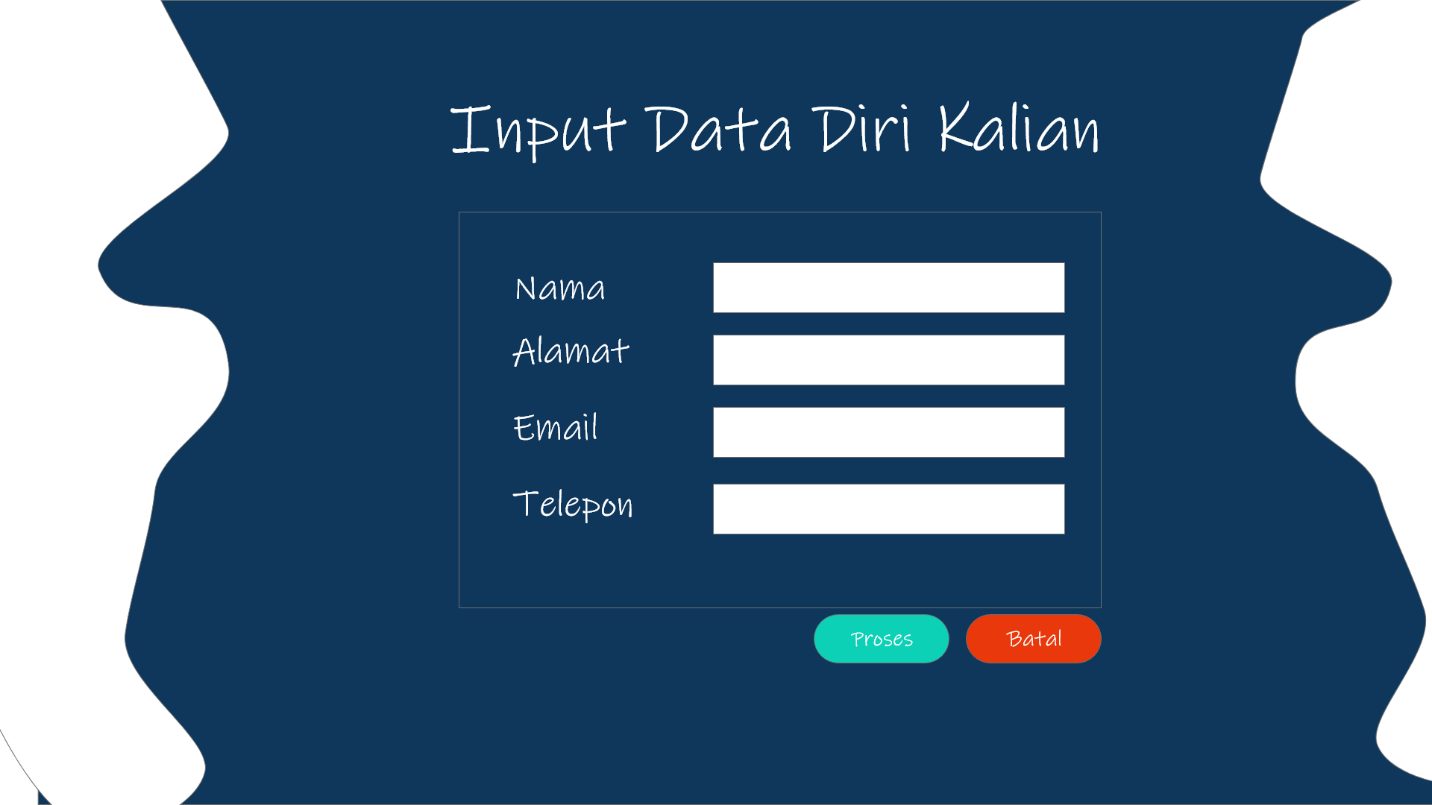 Input Data Diri Kalian
Nama
Alamat
Email
Telepon
Proses Batal